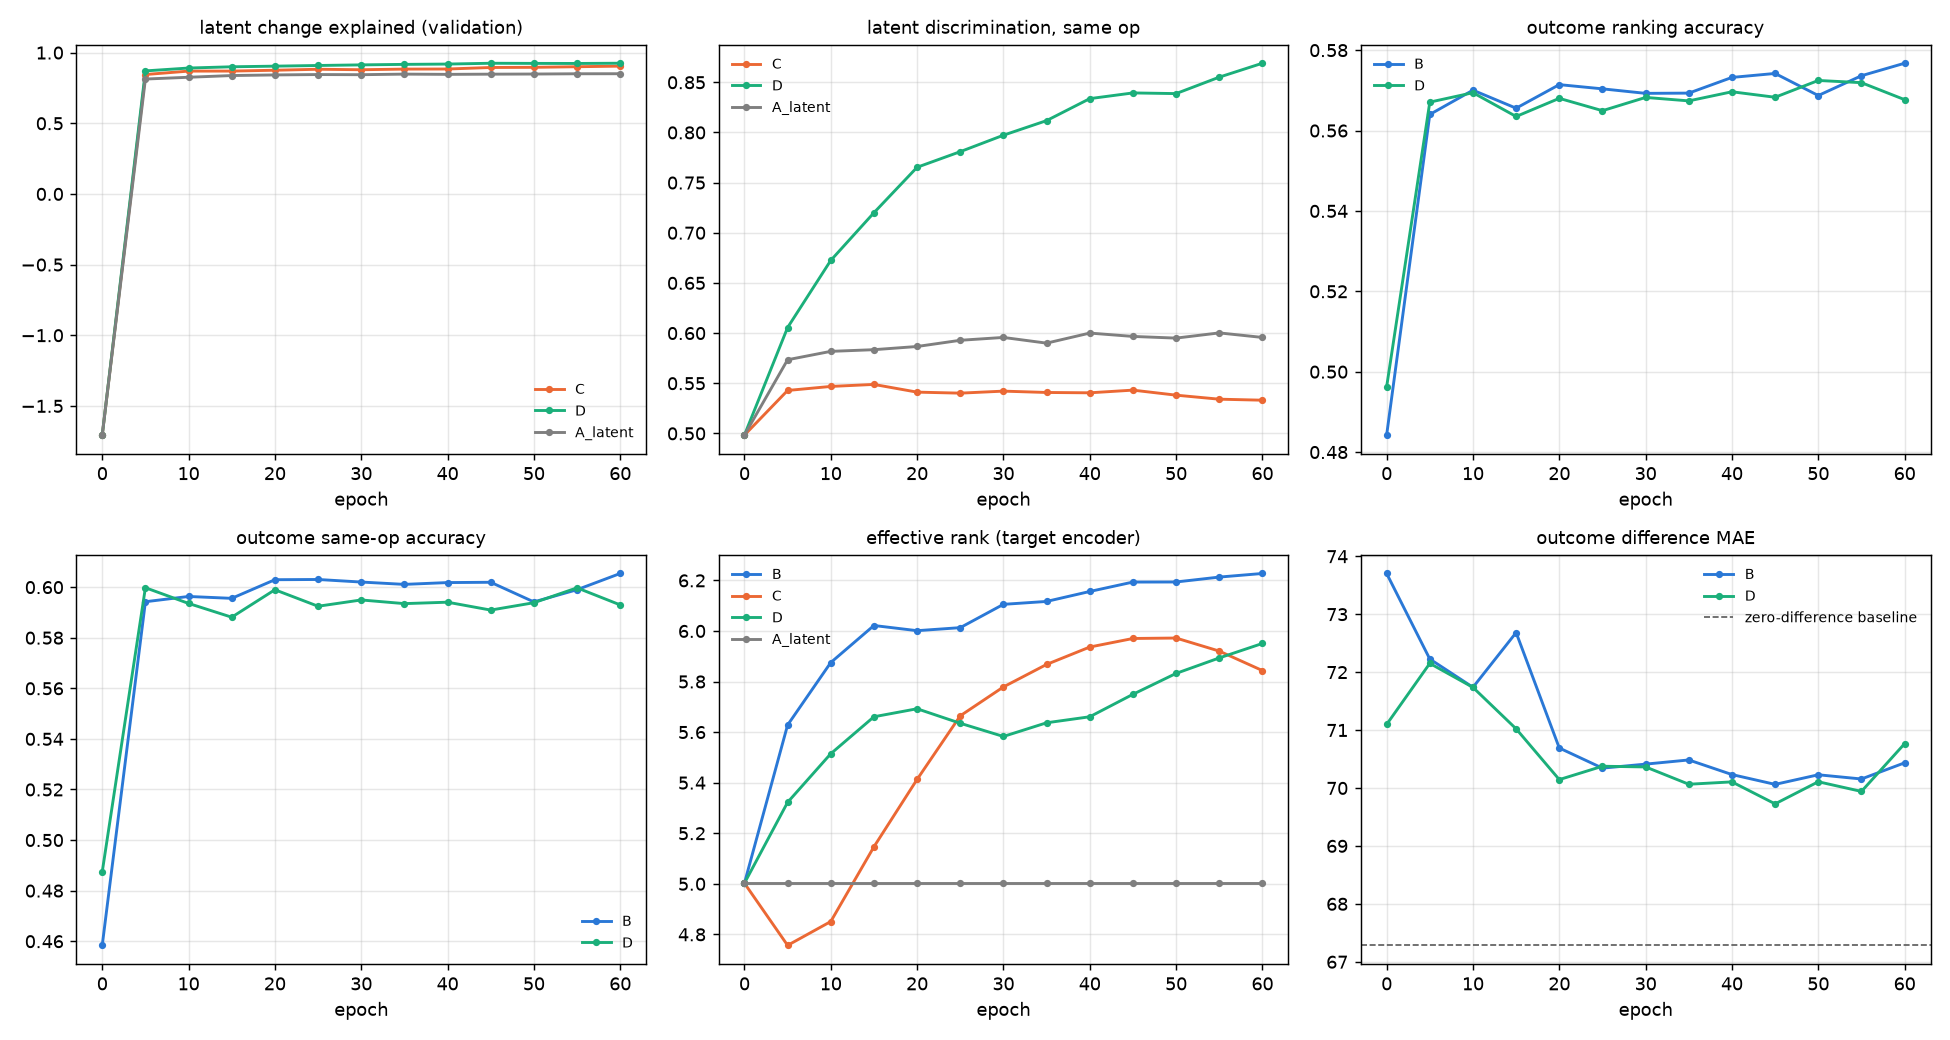 latent change explained (validation)
1.0
0.5
0.0
−0.5
−1.0
−1.5
C
D
A_latent
0 10 20 30 40 50 60
epoch
latent discrimination, same op
0.85
0.80
0.75
0.70
0.65
0.60
0.55
0.50
C
D
A_latent
0 10 20 30 40 50 60
epoch
outcome ranking accuracy
0.58
0.56
0.54
0.52
0.50
0.48
B
D
0 10 20 30 40 50 60
epoch
outcome same-op accuracy
0.60
0.58
0.56
0.54
0.52
0.50
0.48
0.46
B
D
0 10 20 30 40 50 60
epoch
effective rank (target encoder)
6.2
6.0
5.8
5.6
5.4
5.2
5.0
4.8
B
C
D
A_latent
0 10 20 30 40 50 60
epoch
outcome difference MAE
74
73
72
71
70
69
68
67
B
D
zero-difference baseline
0 10 20 30 40 50 60
epoch